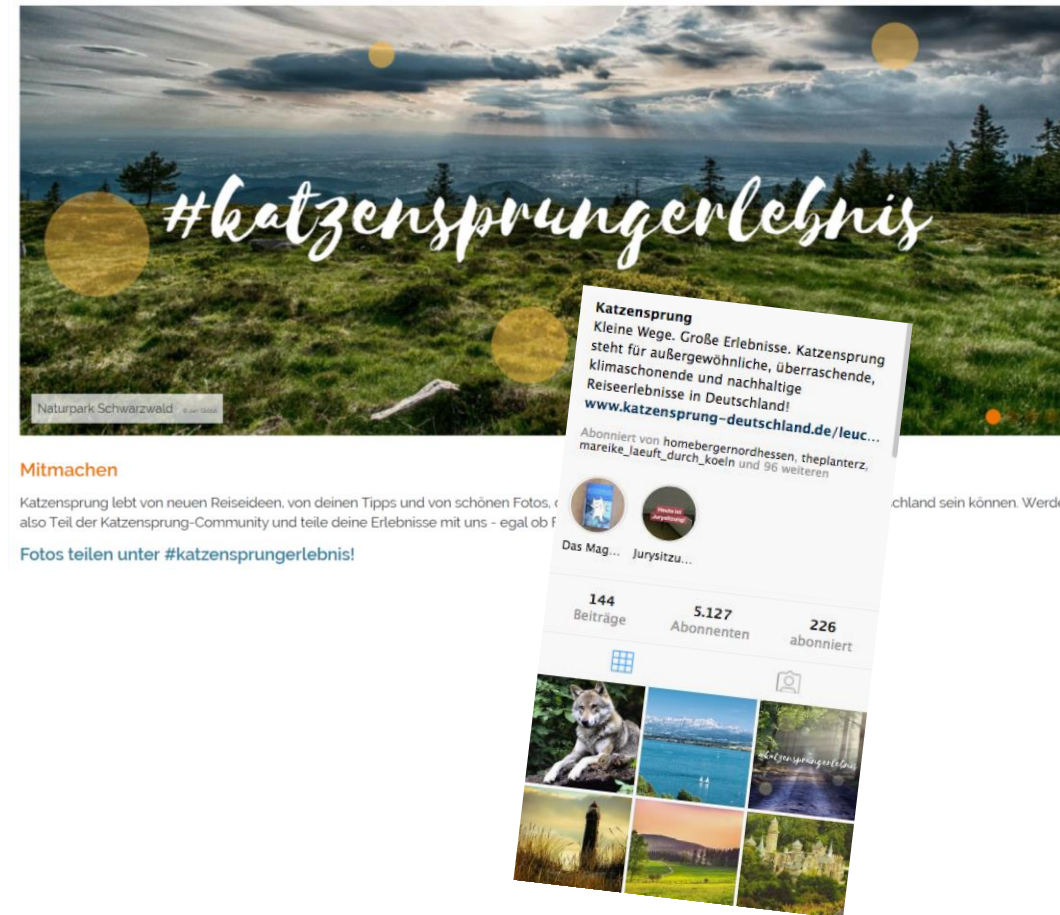 #katzensprungerlebnis
Naturpark Schwarzwald
Mitmachen
Katzensprung lebt von neuen Reiseideen, von deinen Tipps und von schönen Fotos,
chland sein können. Werde
also Teil der Katzensprung-Community und teile deine Erlebnisse mit uns - egal ob
Fotos teilen unter #katzensprungerlebnis!
Katzensprung
Kleine Wege. Große Erlebnisse. Katzensprung
steht für außergewöhnliche, überraschende,
klimaschonende und nachhaltige
Reiseerlebnisse in Deutschland!
www.katzensprung-deutschland.de/leuc...
Abonniert von homebergernordhessen, theplanterz,
mareike_laeuft_durch_koeln und 96 weiteren
Heute ist
Jurysitzung!
Das Mag... Jurysitzu...
144 5.127 226
Beiträge Abonnenten abonniert
#katzensprungerlebnis